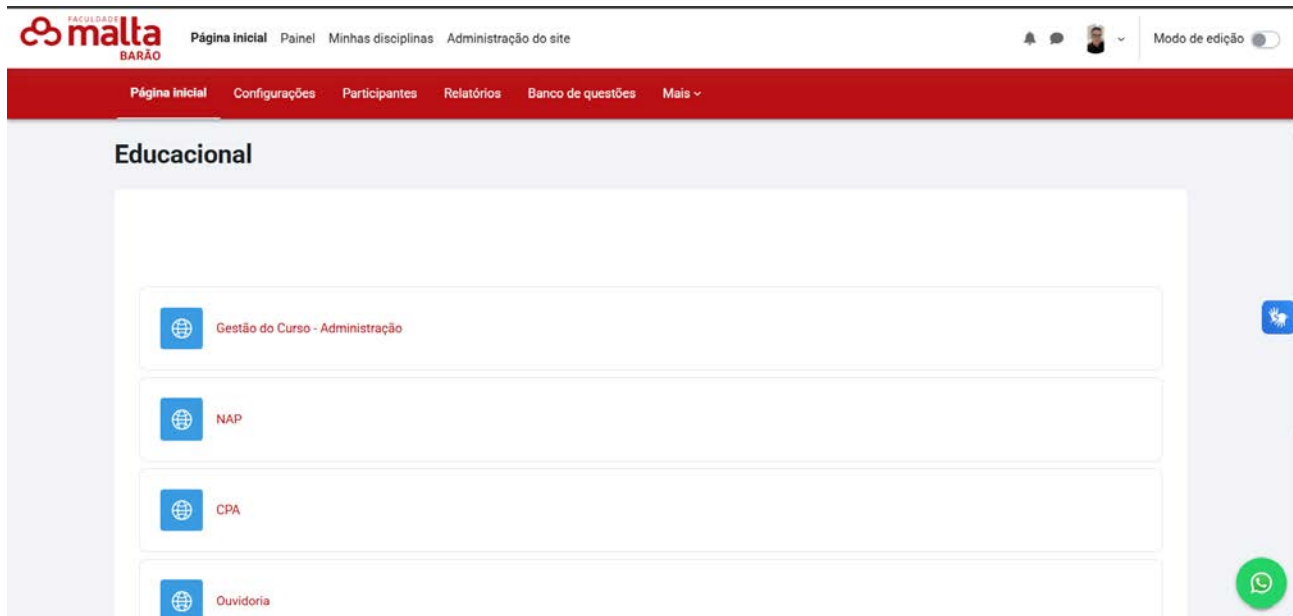 FACULDADE
malta
BARÃO
Página inicial Painel Minhas disciplinas Administração do site
Modo de edição
Página inicial Configurações Participantes Relatórios Banco de questões Mais
Educacional
Gestão do Curso - Administração
NAP
CPA
Ouvidoria